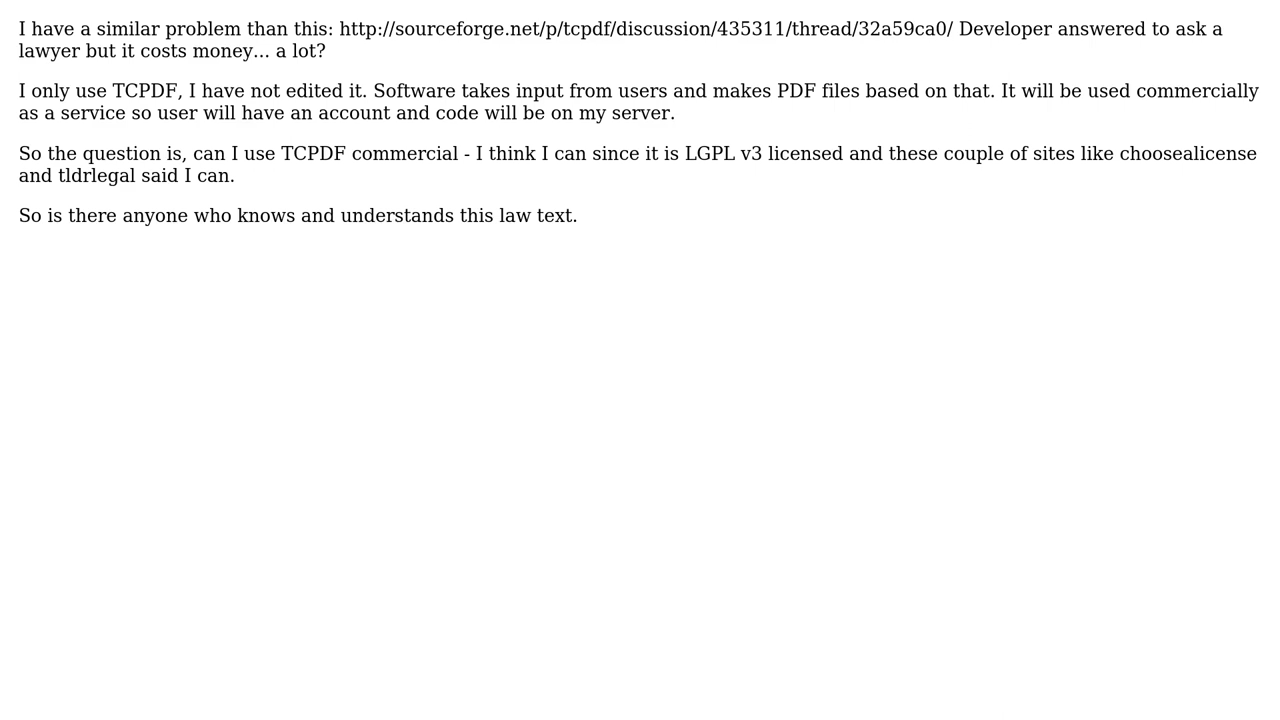 I have a similar problem than this: http://sourceforge.net/p/tcpdf/discussion/435311/thread/32a59ca0/ Developer answered to ask a
lawyer but it costs money... a lot?
I only use TCPDF, I have not edited it. Software takes input from users and makes PDF files based on that. It will be used commercially
as a service so user will have an account and code will be on my server.
So the question is, can I use TCPDF commercial - I think I can since it is LGPL v3 licensed and these couple of sites like choosealicense
and tldrlegal said I can.
So is there anyone who knows and understands this law text.